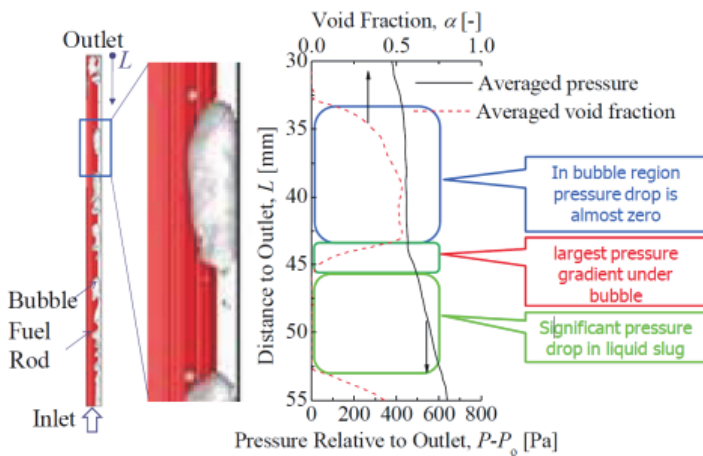 Outlet
L
Bubble
Fuel
Rod
Inlet
Void Fraction, α [-]
0.0 0.5 1.0
Averaged pressure
Averaged void fraction
Distance to Outlet, L [mm]
30
35
40
45
50
55
0 200 400 600 800
Pressure Relative to Outlet, P-Po [Pa]
In bubble region
pressure drop is
almost zero
largest pressure
gradient under
bubble
Significant pressure
drop in liquid slug